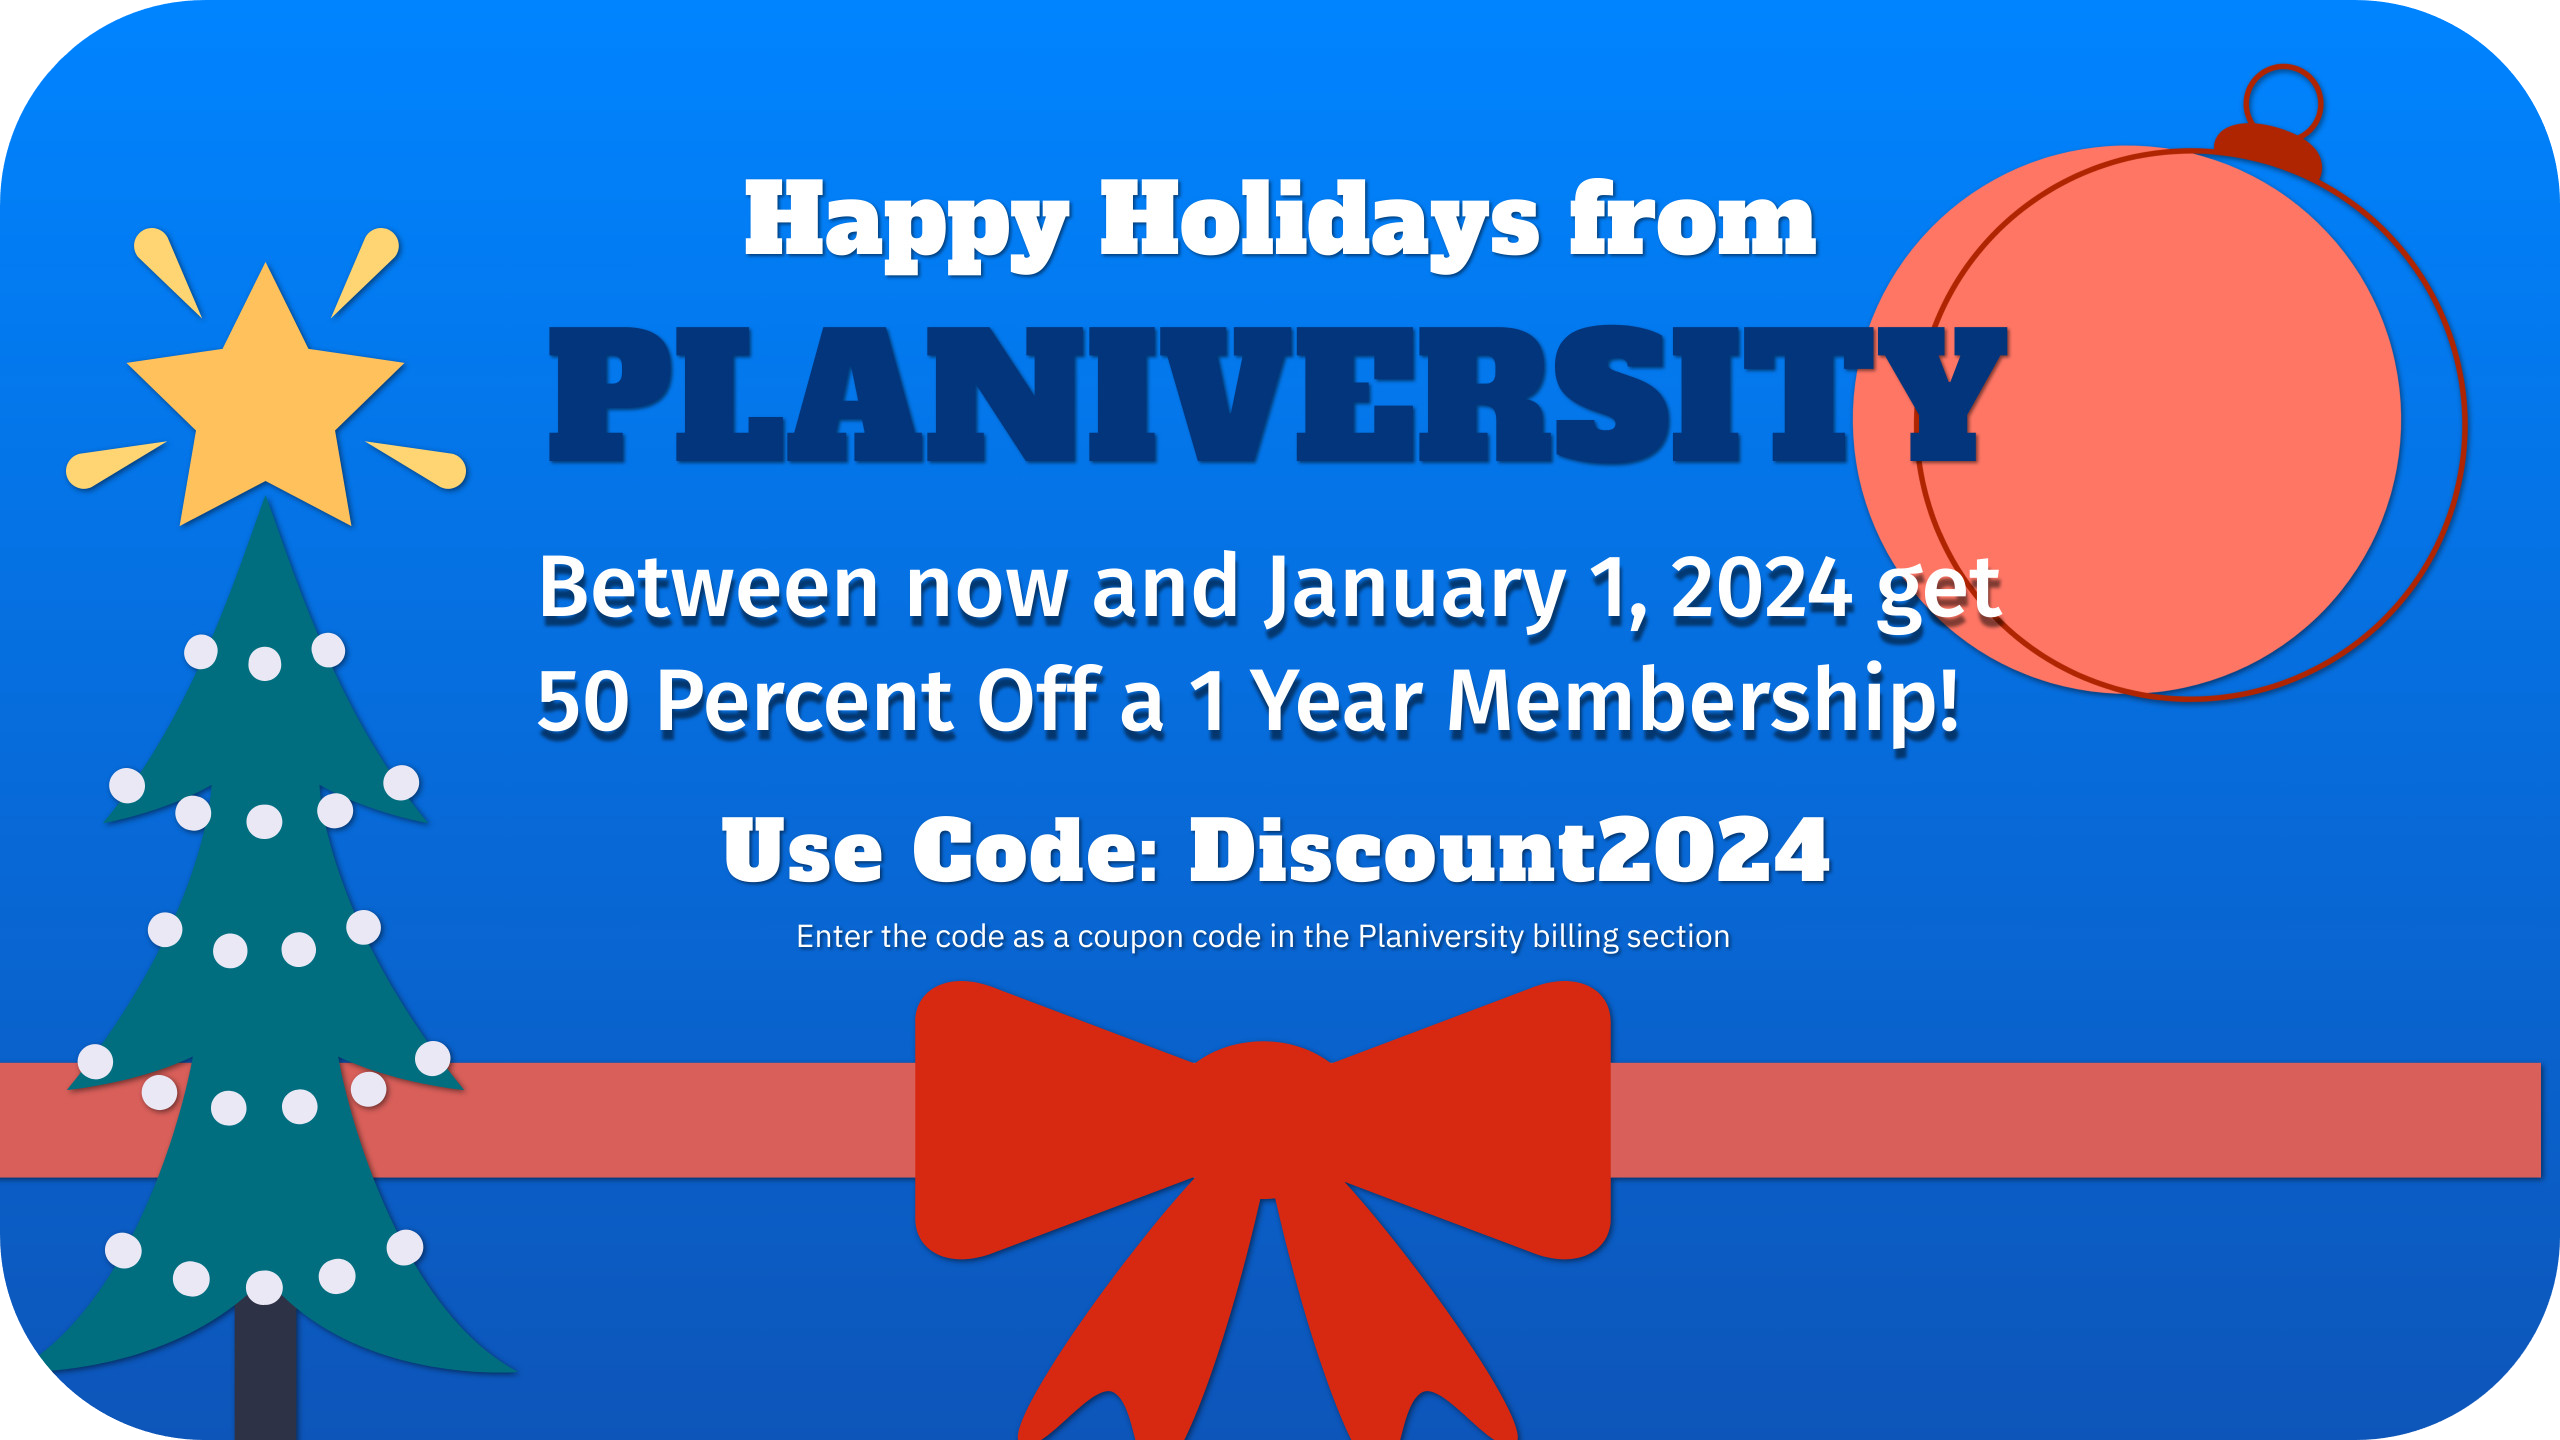 Happy Holidays from
PLANIVERSITY
Between now and January 1, 2024 get
50 Percent Off a 1 Year Membership!
Use Code: Discount2024
Enter the code as a coupon code in the Planiversity billing section